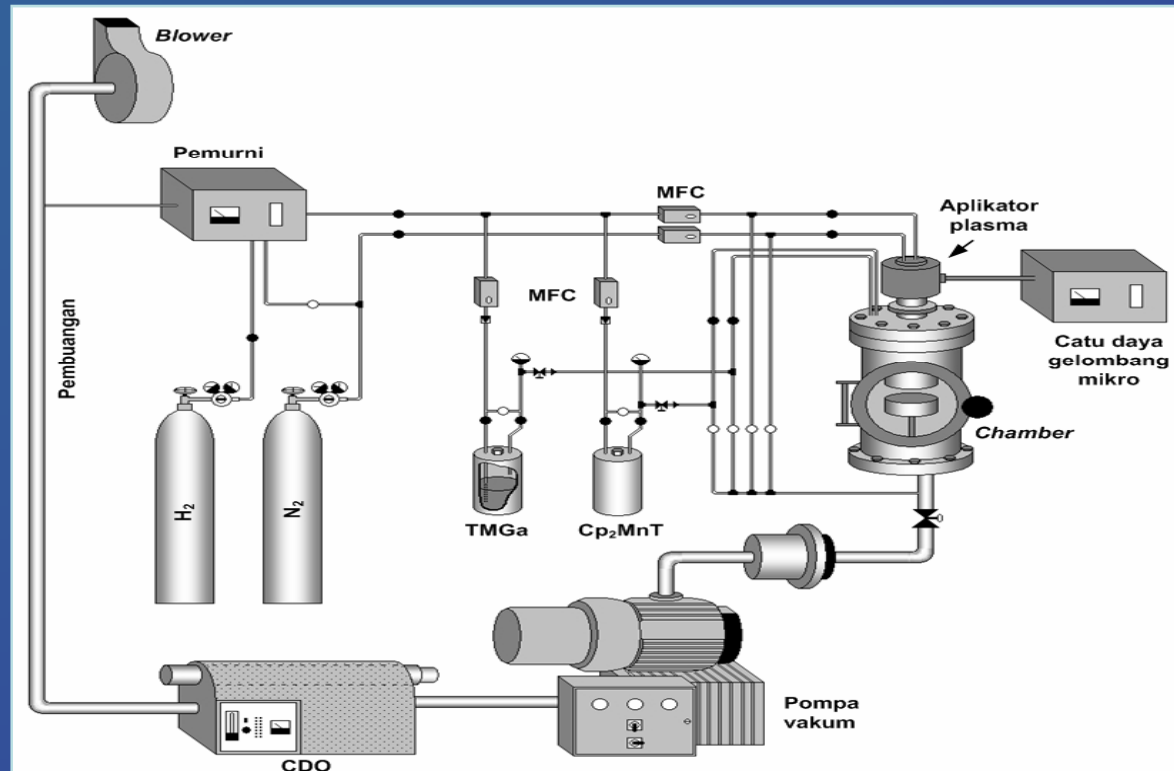 Blower
Pemurni
MFC
Aplikator
plasma
MFC
Pembuangan
Catu daya
gelombang
mikro
Chamber
H₂
N₂
TMGa
Cp₂MnT
Pompa
vakum
CDO